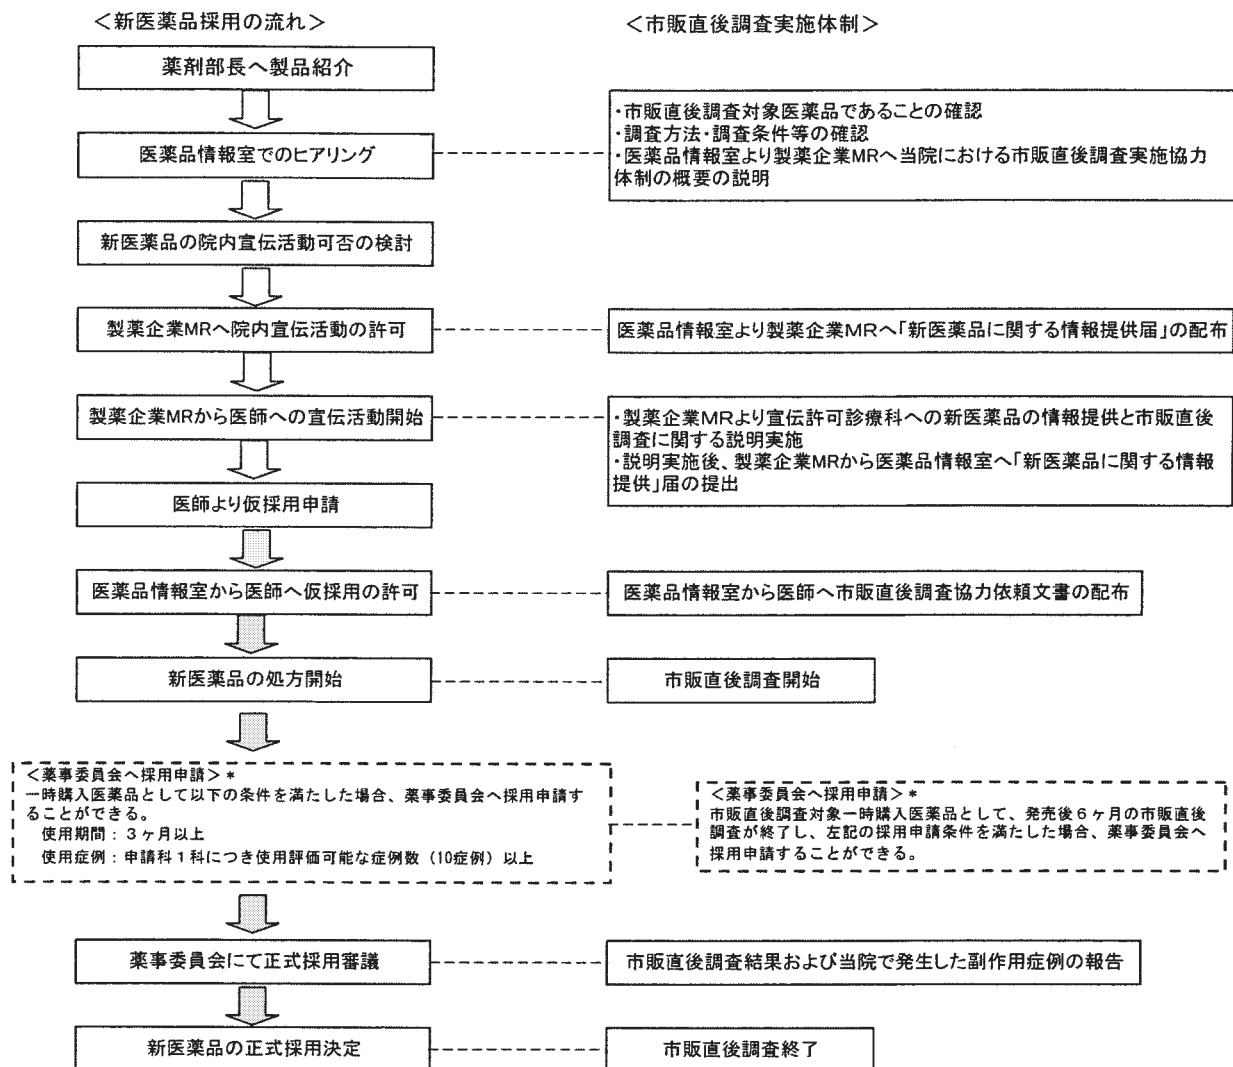 ＜新医薬品採用の流れ＞
＜市販直後調査実施体制＞
薬剤部長へ製品紹介
医薬品情報室でのヒアリング
・市販直後調査対象医薬品であることの確認
・調査方法・調査条件等の確認
・医薬品情報室より製薬企業MRへ当院における市販直後調査実施協力
体制の概要の説明
新医薬品の院内宣伝活動可否の検討
製薬企業MRへ院内宣伝活動の許可
医薬品情報室より製薬企業MRへ「新医薬品に関する情報提供届」の配布
製薬企業MRから医師への宣伝活動開始
・製薬企業MRより宣伝許可診療科への新医薬品の情報提供と市販直後
調査に関する説明実施
・説明実施後、製薬企業MRから医薬品情報室へ「新医薬品に関する情報
提供」届の提出
医師より仮採用申請
医薬品情報室から医師へ仮採用の許可
医薬品情報室から医師へ市販直後調査協力依頼文書の配布
新医薬品の処方開始
市販直後調査開始
＜薬事委員会へ採用申請＞＊
一時購入医薬品として以下の条件を満たした場合、薬事委員会へ採用申請す
ることができる。
使用期間：３ヶ月以上
使用症例：申請科１科につき使用評価可能な症例数（10症例）以上
＜薬事委員会へ採用申請＞＊
市販直後調査対象一時購入医薬品として、発売後６ヶ月の市販直後
調査が終了し、左記の採用申請条件を満たした場合、薬事委員会へ
採用申請することができる。
薬事委員会にて正式採用審議
市販直後調査結果および当院で発生した副作用症例の報告
新医薬品の正式採用決定
市販直後調査終了